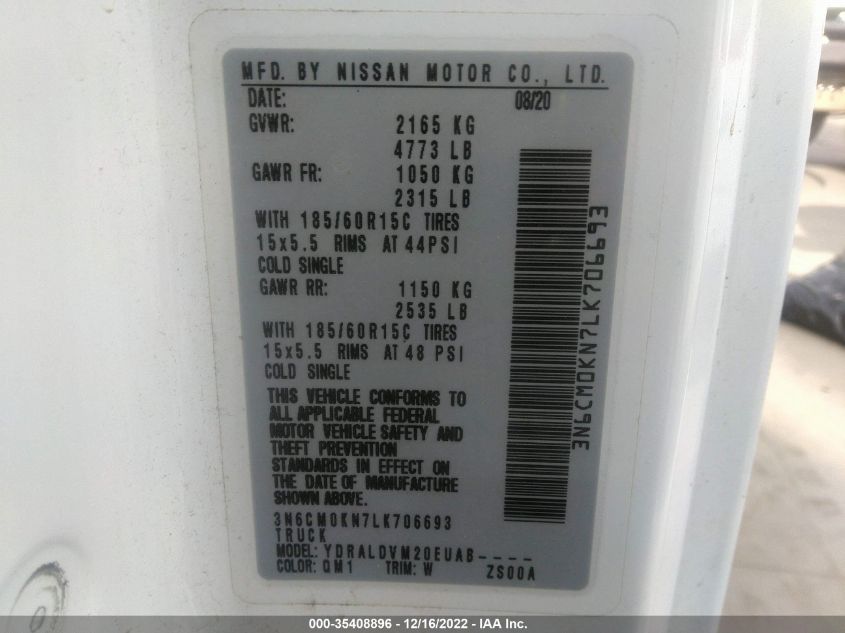 MFD. BY NISSAN MOTOR CO., LTD.
DATE: 08/20
GVWR: 2165 KG
4773 LB
GAWR FR: 1050 KG
2315 LB
WITH 185/60R15C TIRES
15x5.5 RIMS AT 44PSI
COLD SINGLE
GAWR RR: 1150 KG
2535 LB
WITH 185/60R15C TIRES
15x5.5 RIMS AT 48 PSI
COLD SINGLE
THIS VEHICLE CONFORMS TO
ALL APPLICABLE FEDERAL
MOTOR VEHICLE SAFETY AND
THEFT PREVENTION
STANDARDS IN EFFECT ON
THE DATE OF MANUFACTURE
SHOWN ABOVE.
3N6CM0KN7LK706693
TRUCK
MODEL: YDRALDVM20EUAB----
COLOR: QM1 TRIM: W ZS00A
3N6CM0KN7LK706693
000-35408896 - 12/16/2022 - IAA Inc.